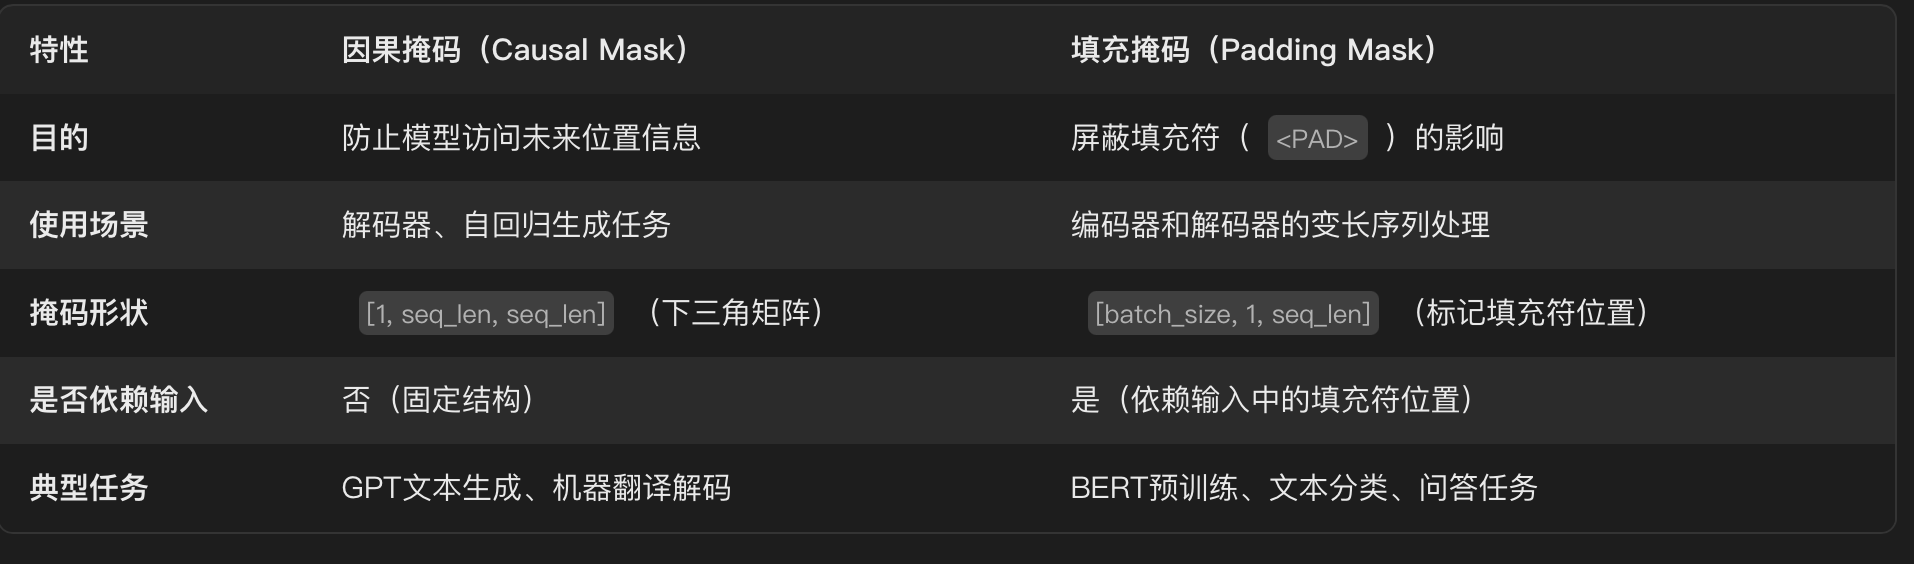 特性 因果掩码（Causal Mask） 填充掩码（Padding Mask）
目的 防止模型访问未来位置信息 屏蔽填充符（ <PAD> ）的影响
使用场景 解码器、自回归生成任务 编码器和解码器的变长序列处理
掩码形状 [1, seq_len, seq_len] （下三角矩阵） [batch_size, 1, seq_len] （标记填充符位置）
是否依赖输入 否（固定结构） 是（依赖输入中的填充符位置）
典型任务 GPT文本生成、机器翻译解码 BERT预训练、文本分类、问答任务